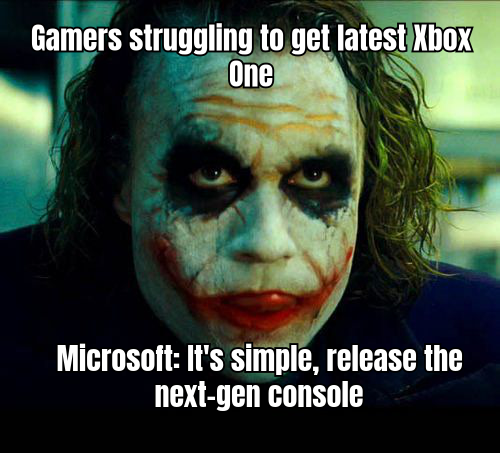 Gamers struggling to get latest Xbox
One
Microsoft: It's simple, release the
next-gen console